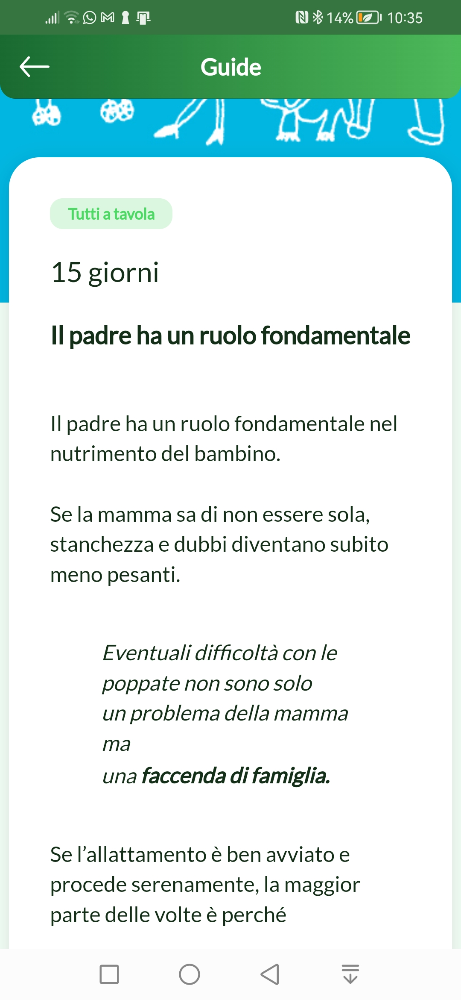 14% 10:35
Guide
Tutti a tavola
15 giorni
Il padre ha un ruolo fondamentale
Il padre ha un ruolo fondamentale nel
nutrimento del bambino.
Se la mamma sa di non essere sola,
stanchezza e dubbi diventano subito
meno pesanti.
Eventuali difficoltà con le
poppate non sono solo
un problema della mamma
ma
una faccenda di famiglia.
Se l’allattamento è ben avviato e
procede serenamente, la maggior
parte delle volte è perché